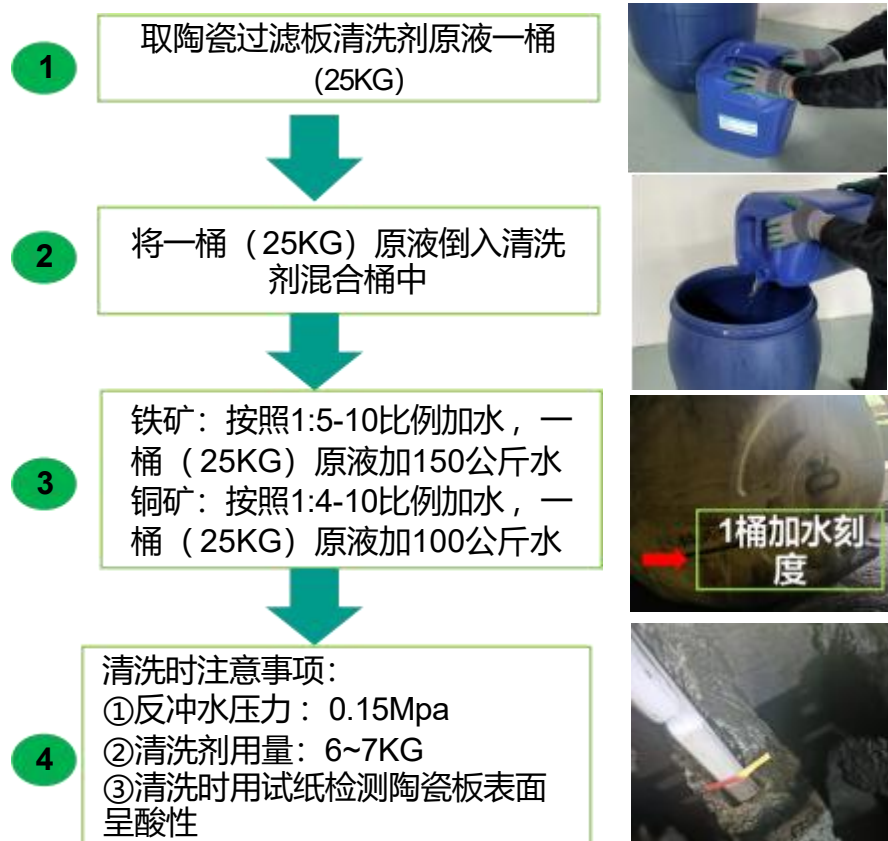 1
取陶瓷过滤板清洗剂原液一桶
(25KG)
2
将一桶（25KG）原液倒入清洗
剂混合桶中
3
铁矿：按照1:5-10比例加水，一
桶（25KG）原液加150公斤水
铜矿：按照1:4-10比例加水，一
桶（25KG）原液加100公斤水
1桶加水刻
度
4
清洗时注意事项：
①反冲水压力：0.15Mpa
②清洗剂用量：6~7KG
③清洗时用试纸检测陶瓷板表面
呈酸性